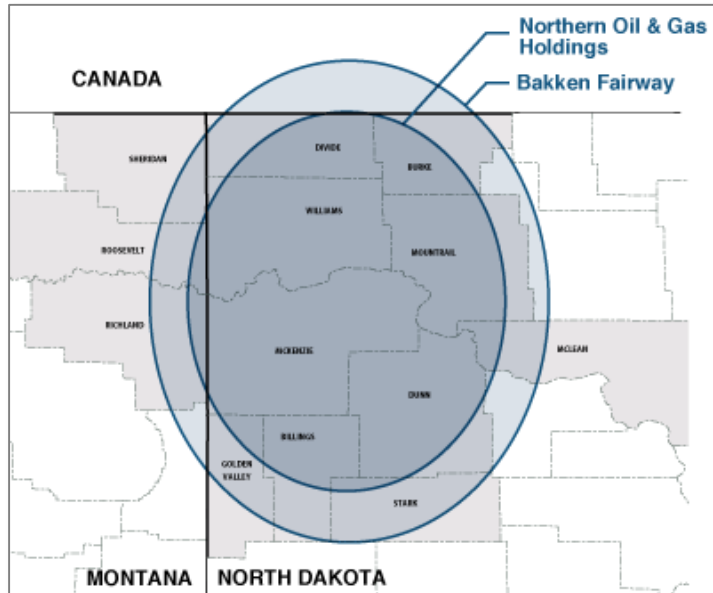 Northern Oil & Gas
Holdings
Bakken Fairway
CANADA
SHERIDAN
DIVIDE
BURKE
WILLIAMS
ROOSEVELT
MOUNTRAIL
RICHLAND
MCKENZIE
MCLEAN
DUNN
BILLINGS
GOLDEN
VALLEY
STARK
MONTANA
NORTH DAKOTA